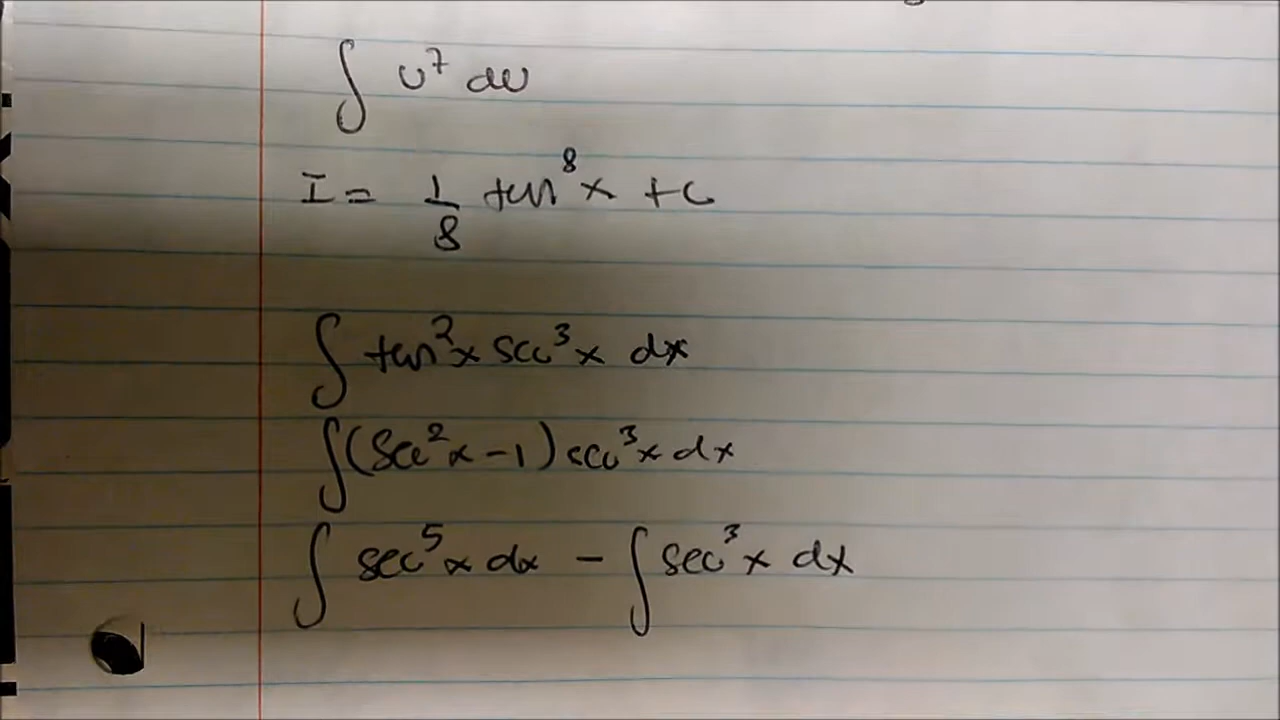 ∫ u⁷ du
I = 1/8 tan⁸x + c
∫ tan²x sec³x dx
∫(sec²x-1) sec³x dx
∫ sec⁵x dx - ∫ sec³x dx